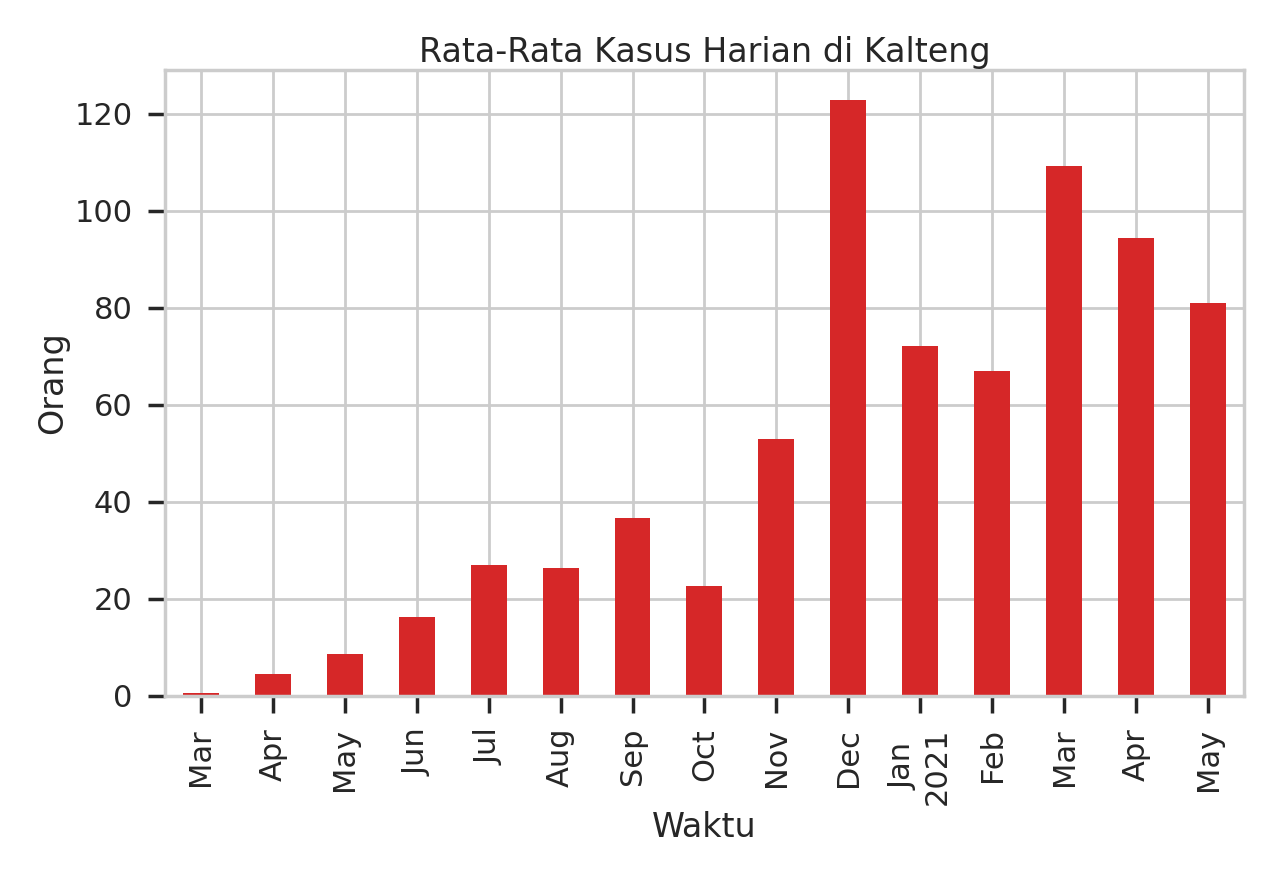 Rata-Rata Kasus Harian di Kalteng
120
100
80
60
40
20
0
Orang
Mar
Apr
May
Jun
Jul
Aug
Sep
Oct
Nov
Dec
Jan
2021
Feb
Mar
Apr
May
Waktu